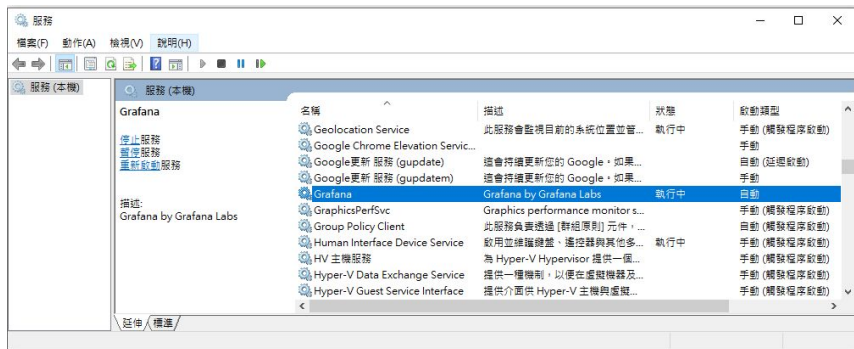 服務
檔案(F) 動作(A) 檢視(V) 說明(H)
服務 (本機)
服務 (本機)
Grafana
停止服務
暫停服務
重新啟動服務
描述:
Grafana by Grafana Labs
名稱 描述 狀態 啟動類型
Geolocation Service 此服務會監視目前的系統位置並管... 執行中 手動 (觸發程序啟動)
Google Chrome Elevation Servic... 手動
Google更新 服務 (gupdate) 這會持續更新您的 Google，如果... 自動 (延遲啟動)
Google更新 服務 (gupdatem) 這會持續更新您的 Google，如果... 手動
Grafana Grafana by Grafana Labs 執行中 自動
GraphicsPerfSvc Graphics performance monitor s... 手動 (觸發程序啟動)
Group Policy Client 此服務負責透過 [群組原則] 元件，... 自動 (觸發程序啟動)
Human Interface Device Service 啟用並維護鍵盤、遙控器與其他多... 執行中 手動 (觸發程序啟動)
HV 主機服務 為 Hyper-V Hypervisor 提供一個... 手動 (觸發程序啟動)
Hyper-V Data Exchange Service 提供一種機制，以便在虛擬機器及... 手動 (觸發程序啟動)
Hyper-V Guest Service Interface 提供介面供 Hyper-V 主機與虛擬... 手動 (觸發程序啟動)
延伸 標準